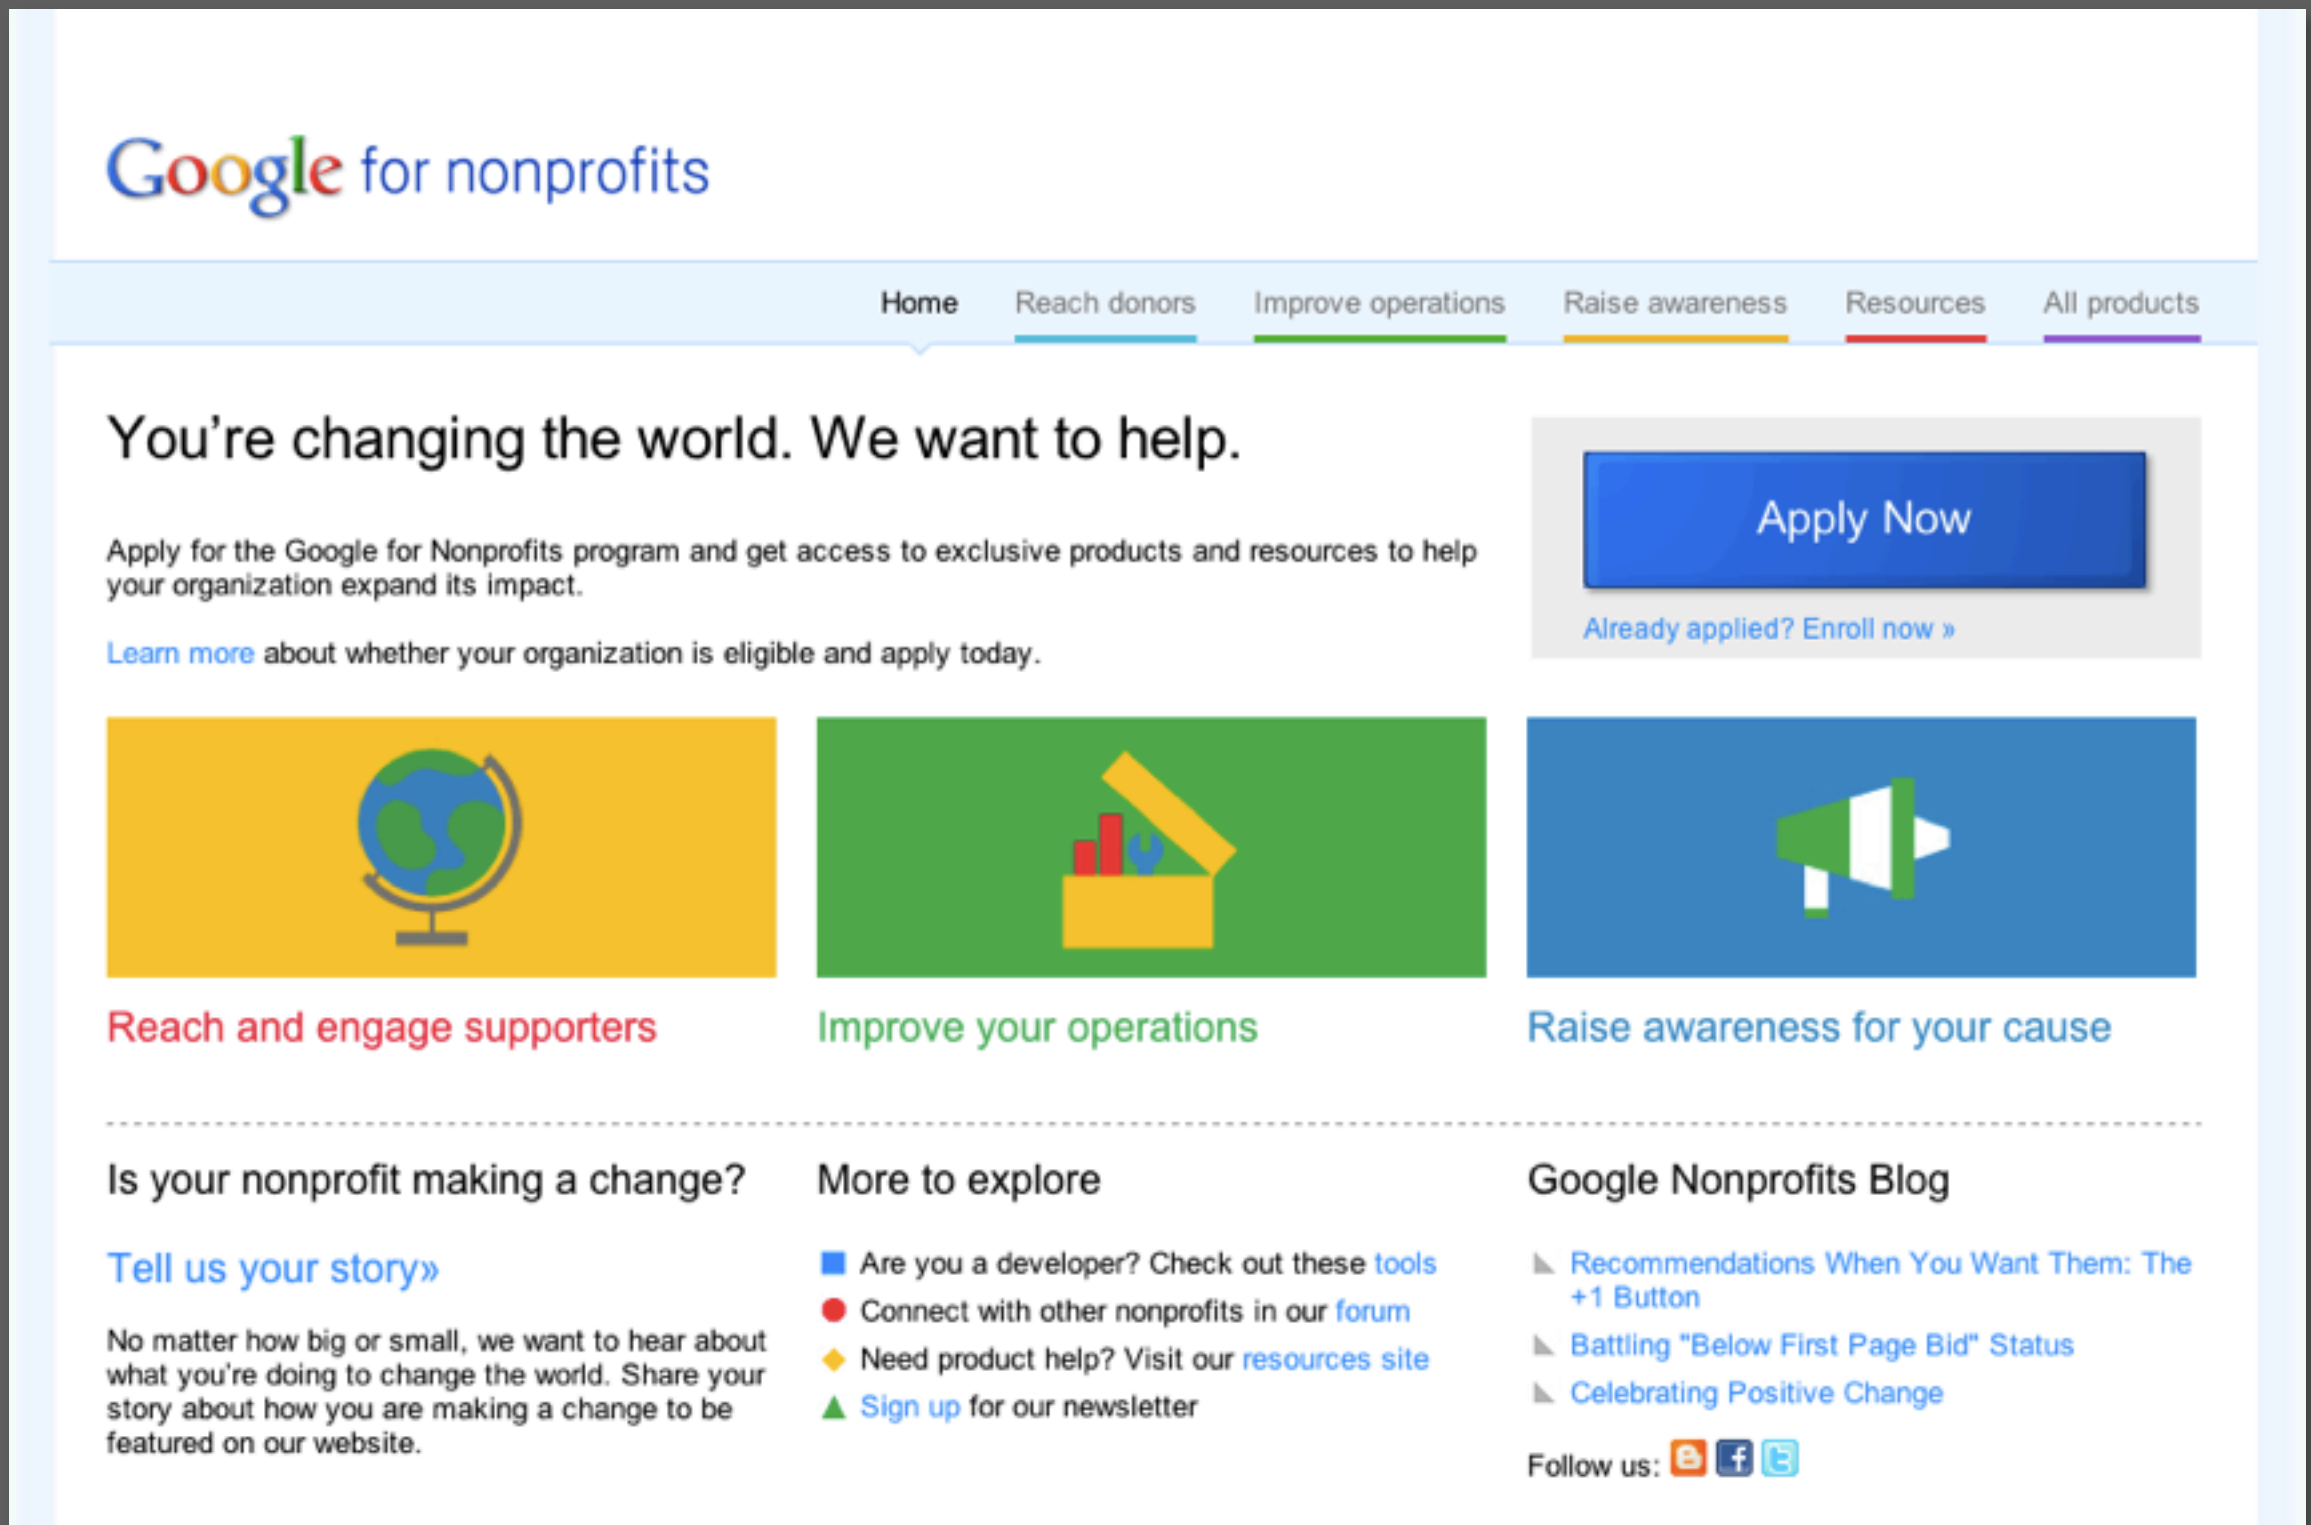 Google for nonprofits
Home Reach donors Improve operations Raise awareness Resources All products
You're changing the world. We want to help.
Apply for the Google for Nonprofits program and get access to exclusive products and resources to help
your organization expand its impact.
Learn more about whether your organization is eligible and apply today.
Apply Now
Already applied? Enroll now »
Reach and engage supporters
Improve your operations
Raise awareness for your cause
Is your nonprofit making a change?
Tell us your story»
No matter how big or small, we want to hear about
what you're doing to change the world. Share your
story about how you are making a change to be
featured on our website.
More to explore
Are you a developer? Check out these tools
Connect with other nonprofits in our forum
Need product help? Visit our resources site
Sign up for our newsletter
Google Nonprofits Blog
Recommendations When You Want Them: The
+1 Button
Battling "Below First Page Bid" Status
Celebrating Positive Change
Follow us: